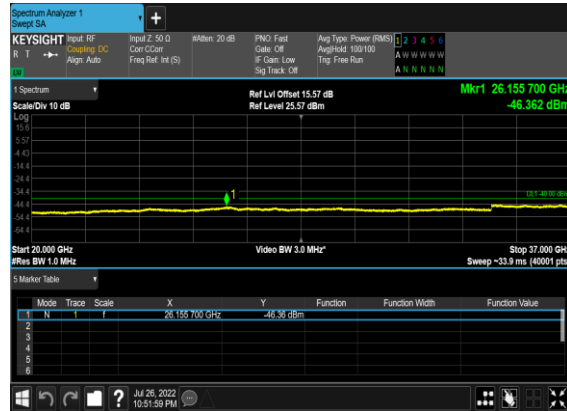 Spectrum Analyzer 1
Swept SA
+
KEYSIGHT
R T
Input: RF
Coupling: DC
Align: Auto
Input Z: 50 Ω
Corr CCorr
Freq Ref: Int (S)
#Atten: 20 dB
PNO: Fast
Gate: Off
IF Gain: Low
Sig Track: Off
Avg Type: Power (RMS)
Avg|Hold: 100/100
Trig: Free Run
1 2 3 4 5 6
A W W W W W
A N N N N N
1 Spectrum
Scale/Div 10 dB
Ref Lvl Offset 15.57 dB
Ref Level 25.57 dBm
Mkr1 26.155 700 GHz
-46.362 dBm
Log
15.6
5.57
-4.43
-14.4
-24.4
-34.4
-44.4
-54.4
-64.4
1
DL1 -40.00 dBm
Start 20.000 GHz
#Res BW 1.0 MHz
Video BW 3.0 MHz*
Stop 37.000 GHz
Sweep ~33.9 ms (40001 pts)
5 Marker Table
Mode Trace Scale X Y Function Function Width Function Value
1 N 1 f 26.155 700 GHz -46.36 dBm
2
3
4
5
6
?
Jul 26, 2022
10:51:59 PM